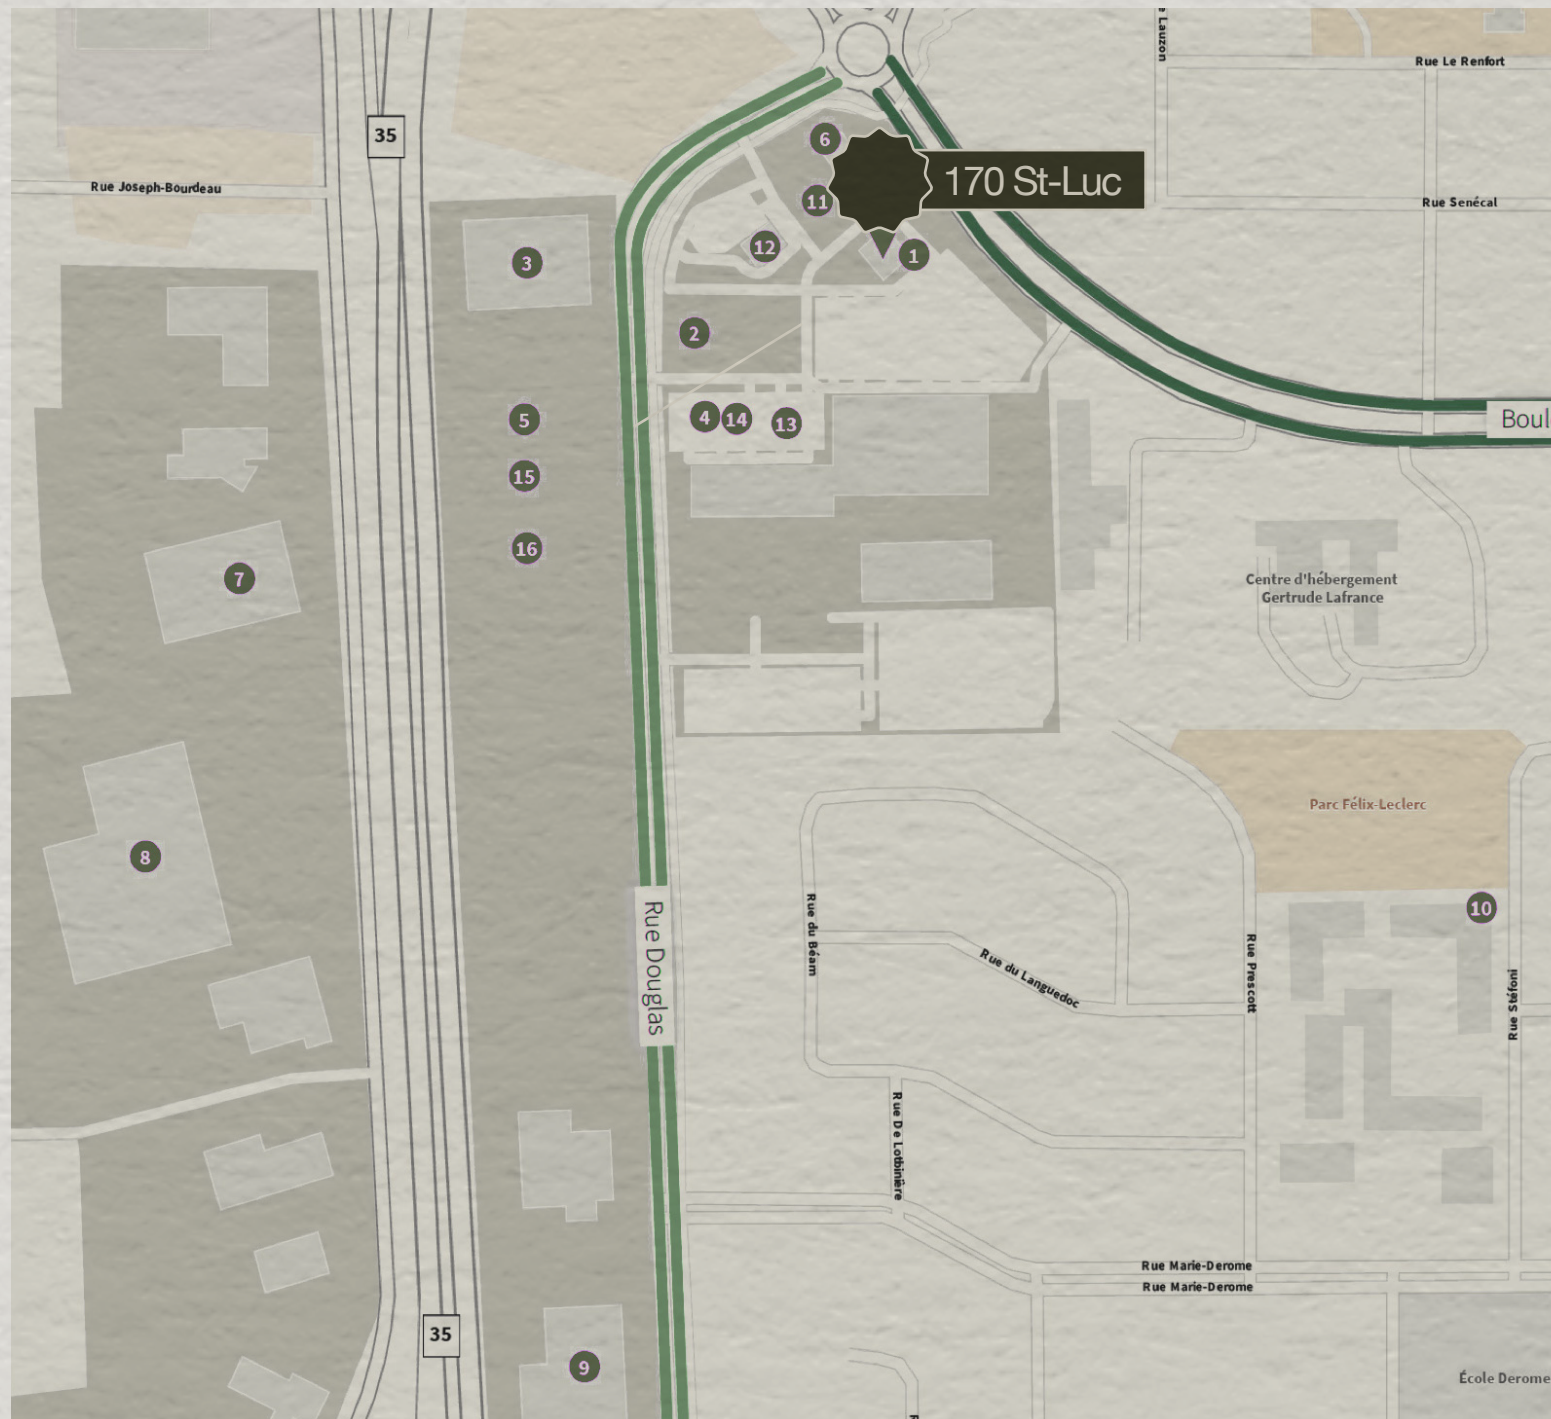 Lauzon
Rue Le Renfort
35
Rue Joseph-Bourdeau
6
170 St-Luc
11
Rue Senécal
12
1
3
2
5
4
14
13
Boul
15
16
7
Centre d'hébergement
Gertrude Lafrance
Parc Félix-Leclerc
8
10
Rue Douglas
Rue du Béarn
Rue du Languedoc
Rue Prescott
Rue Stéfoni
Rue De Lotbinière
Rue Marie-Derome
Rue Marie-Derome
35
9
École Derome